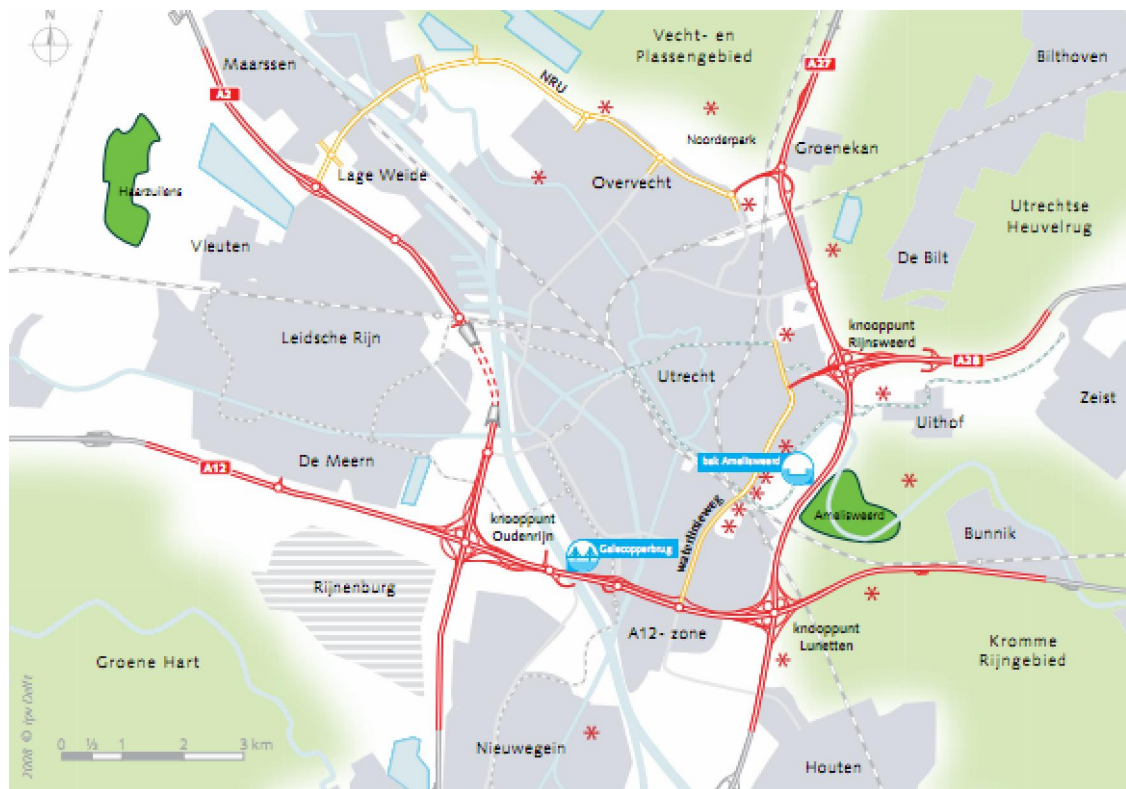 N
Vecht- en
Plassengebied
Bilthoven
A27
Maarssen
A2
NRU
Noorderpark
Groenekan
Haarzuilens
Lage Weide
Overvecht
Utrechtse
Heuvelrug
Vleuten
De Bilt
Leidsche Rijn
knooppunt
Rijnsweerd
A28
Utrecht
Zeist
Uithof
A12
De Meern
bak Amelisweerd
waterlinieweg
Amelisweerd
knooppunt
Oudenrijn
Galecopperbrug
Bunnik
Rijnenburg
A12- zone
knooppunt
Lunetten
Kromme
Rijngebied
Groene Hart
2008 © ipv Delft
0 ½ 1 2 3 km
Nieuwegein
Houten